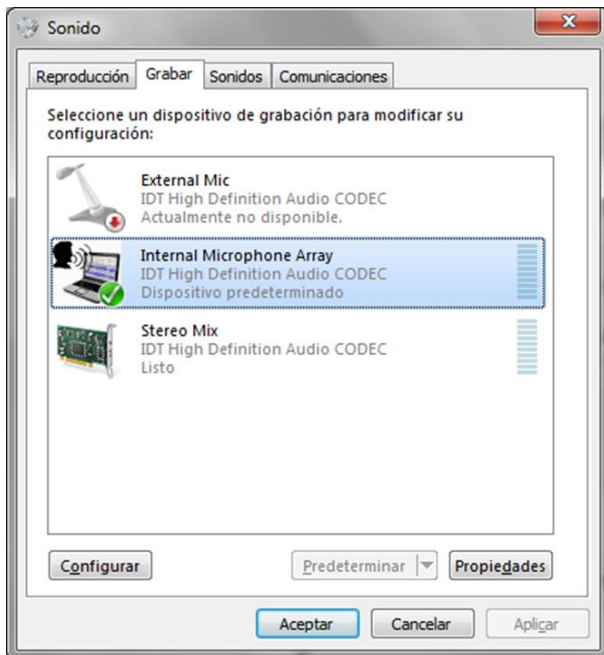 Sonido
Reproducción Grabar Sonidos Comunicaciones
Seleccione un dispositivo de grabación para modificar su
configuración:
External Mic
IDT High Definition Audio CODEC
Actualmente no disponible.
Internal Microphone Array
IDT High Definition Audio CODEC
Dispositivo predeterminado
Stereo Mix
IDT High Definition Audio CODEC
Listo
Configurar Predeterminar Propiedades
Aceptar Cancelar Aplicar